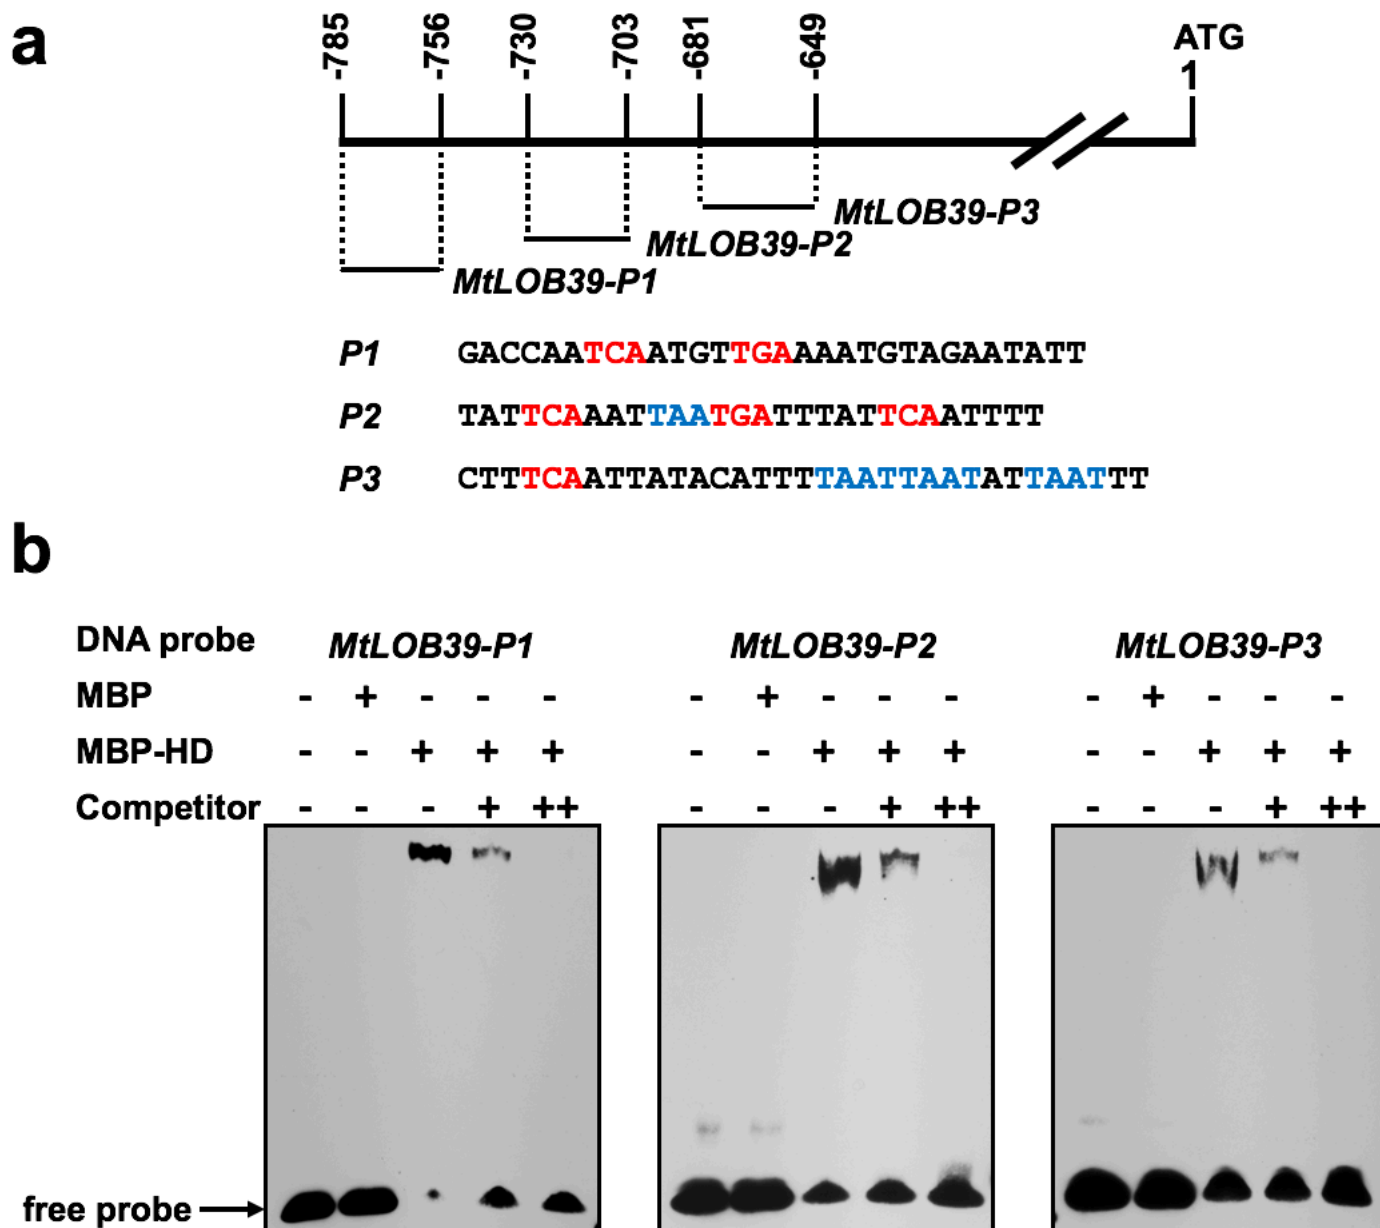 a
-785 -756 -730 -703 -681 -649 ATG
1
MtLOB39-P3
MtLOB39-P2
MtLOB39-P1
P1 GACCAATCAATGTTGAAAATGTAGAATATT
P2 TATTCAAATTAATGATTTATTCAATTTT
P3 CTTTCAATTATACATTTTAATTAATATTAATTT
b
DNA probe MtLOB39-P1 MtLOB39-P2 MtLOB39-P3
MBP - + - - - - + - - - - + - - -
MBP-HD - - + + + - - + + + - - + + +
Competitor - - - + ++ - - - + ++ - - - + ++
free probe